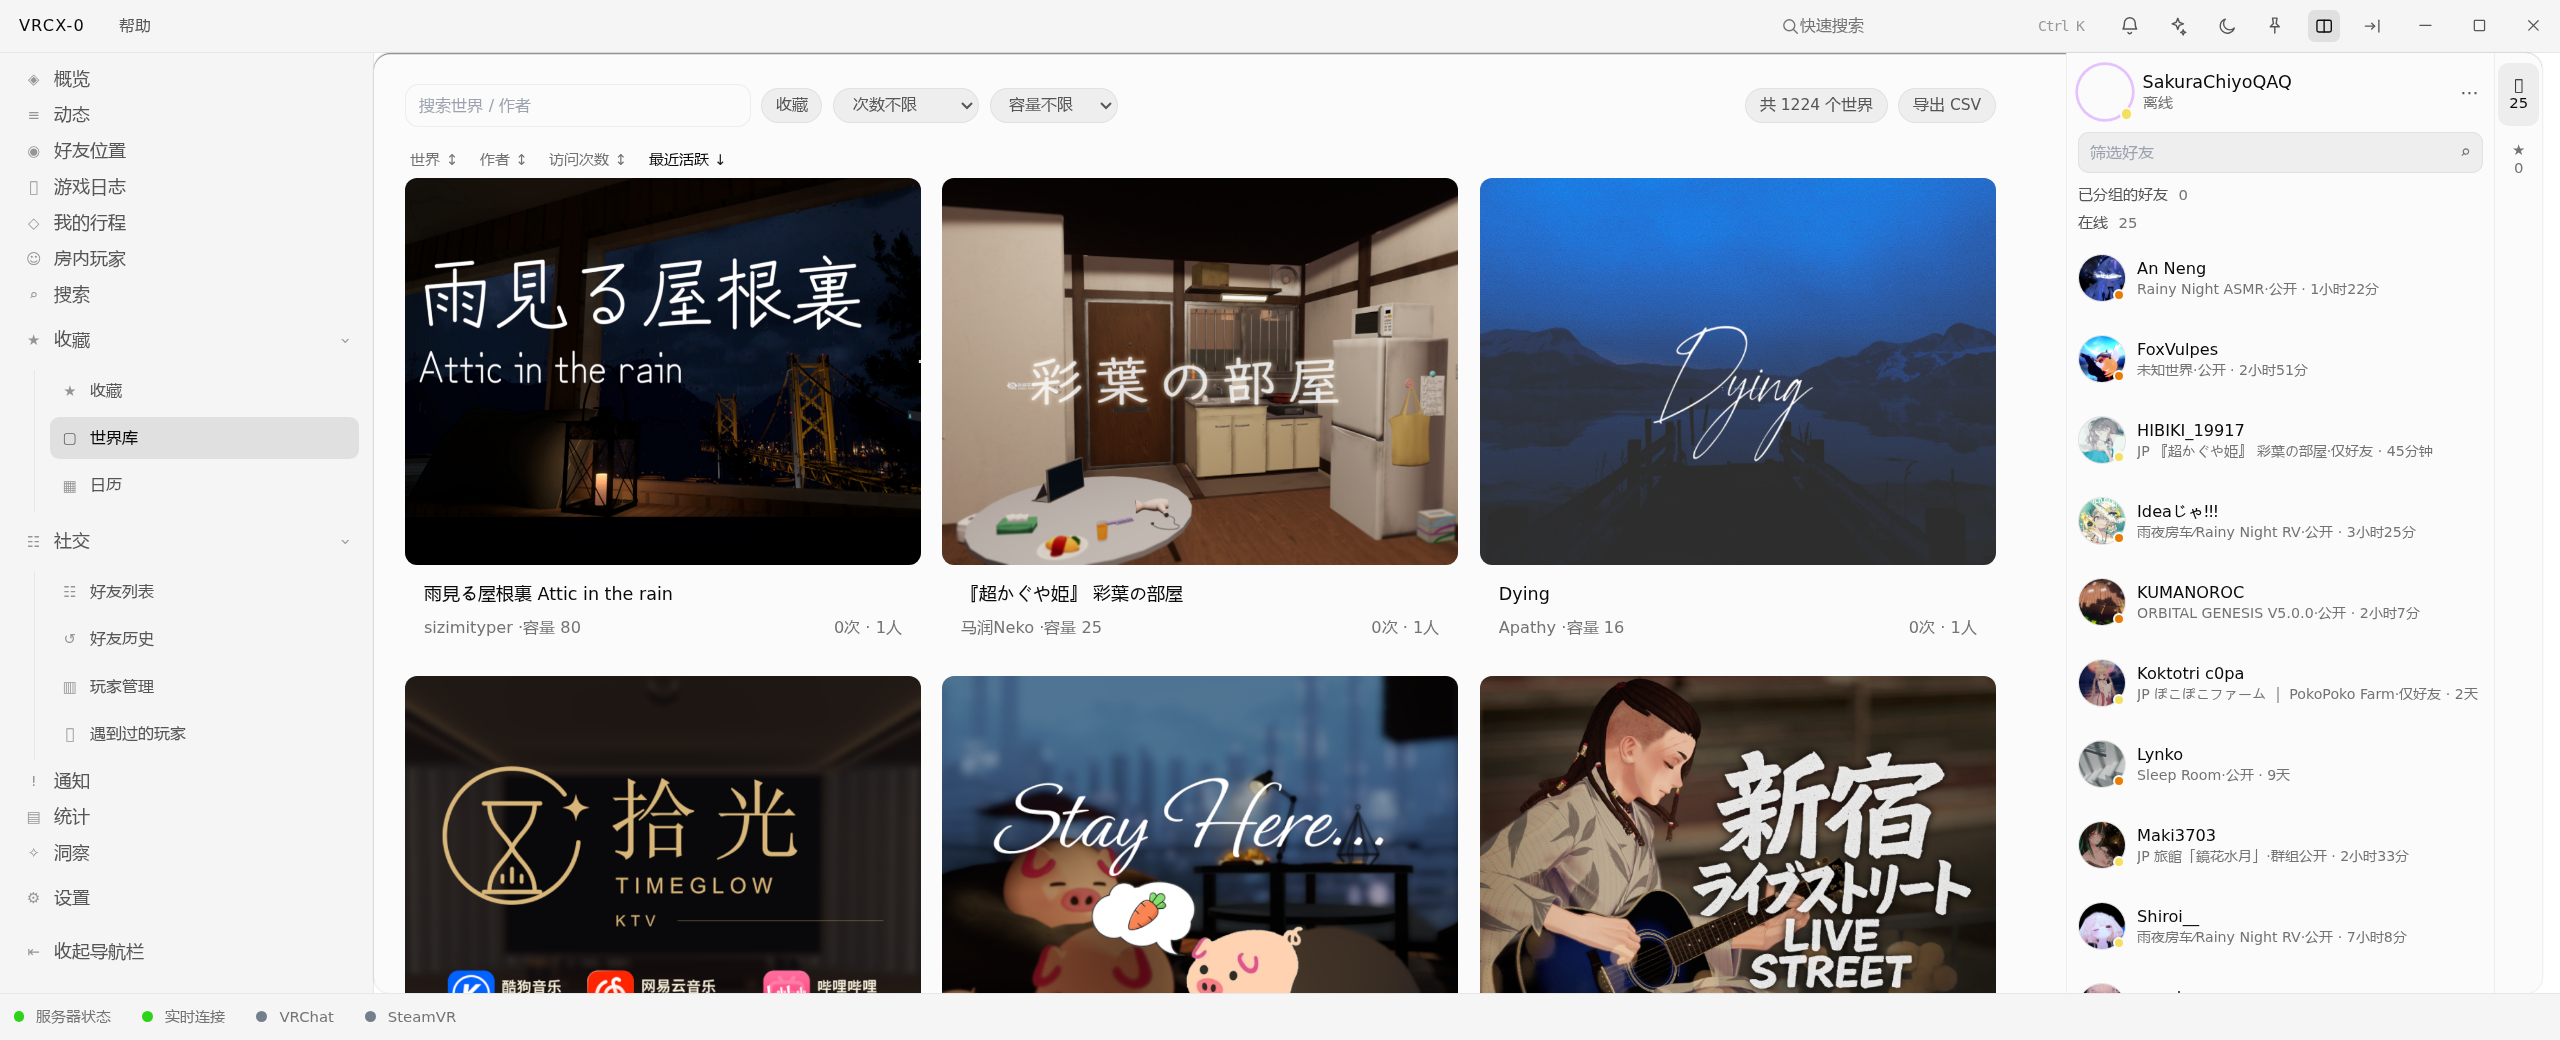 VRCX-0
帮助
快速搜索
Ctrl K
概览
动态
好友位置
游戏日志
我的行程
房内玩家
搜索
收藏
收藏
世界库
日历
社交
好友列表
好友历史
玩家管理
遇到过的玩家
通知
统计
洞察
设置
收起导航栏
搜索世界 / 作者
收藏
次数不限
容量不限
共 1224 个世界
导出 CSV
世界 ↕
作者 ↕
访问次数 ↕
最近活跃 ↓
雨見る屋根裏
Attic in the rain
雨見る屋根裏 Attic in the rain
sizimityper ·容量 80
0次 · 1人
彩葉の部屋
『超かぐや姫』 彩葉の部屋
马润Neko ·容量 25
0次 · 1人
Dying
Dying
Apathy ·容量 16
0次 · 1人
拾光
TIMEGLOW
KTV
酷狗音乐
网易云音乐
哔哩哔哩
Stay Here...
新宿
ライブストリート
LIVE
STREET
SakuraChiyoQAQ
离线
...
筛选好友
已分组的好友 0
在线 25
An Neng
Rainy Night ASMR·公开 · 1小时22分
FoxVulpes
未知世界·公开 · 2小时51分
HIBIKI_19917
JP 『超かぐや姫』 彩葉の部屋·仅好友 · 45分钟
Ideaじゃ!!!
雨夜房车⁄Rainy Night RV·公开 · 3小时25分
KUMANOROC
ORBITAL GENESIS V5.0.0·公开 · 2小时7分
Koktotri c0pa
JP ぽこぽこファーム ｜ PokoPoko Farm·仅好友 · 2天
Lynko
Sleep Room·公开 · 9天
Maki3703
JP 旅館「鏡花水月」·群组公开 · 2小时33分
Shiroi__
雨夜房车⁄Rainy Night RV·公开 · 7小时8分
25
★
0
服务器状态
实时连接
VRChat
SteamVR